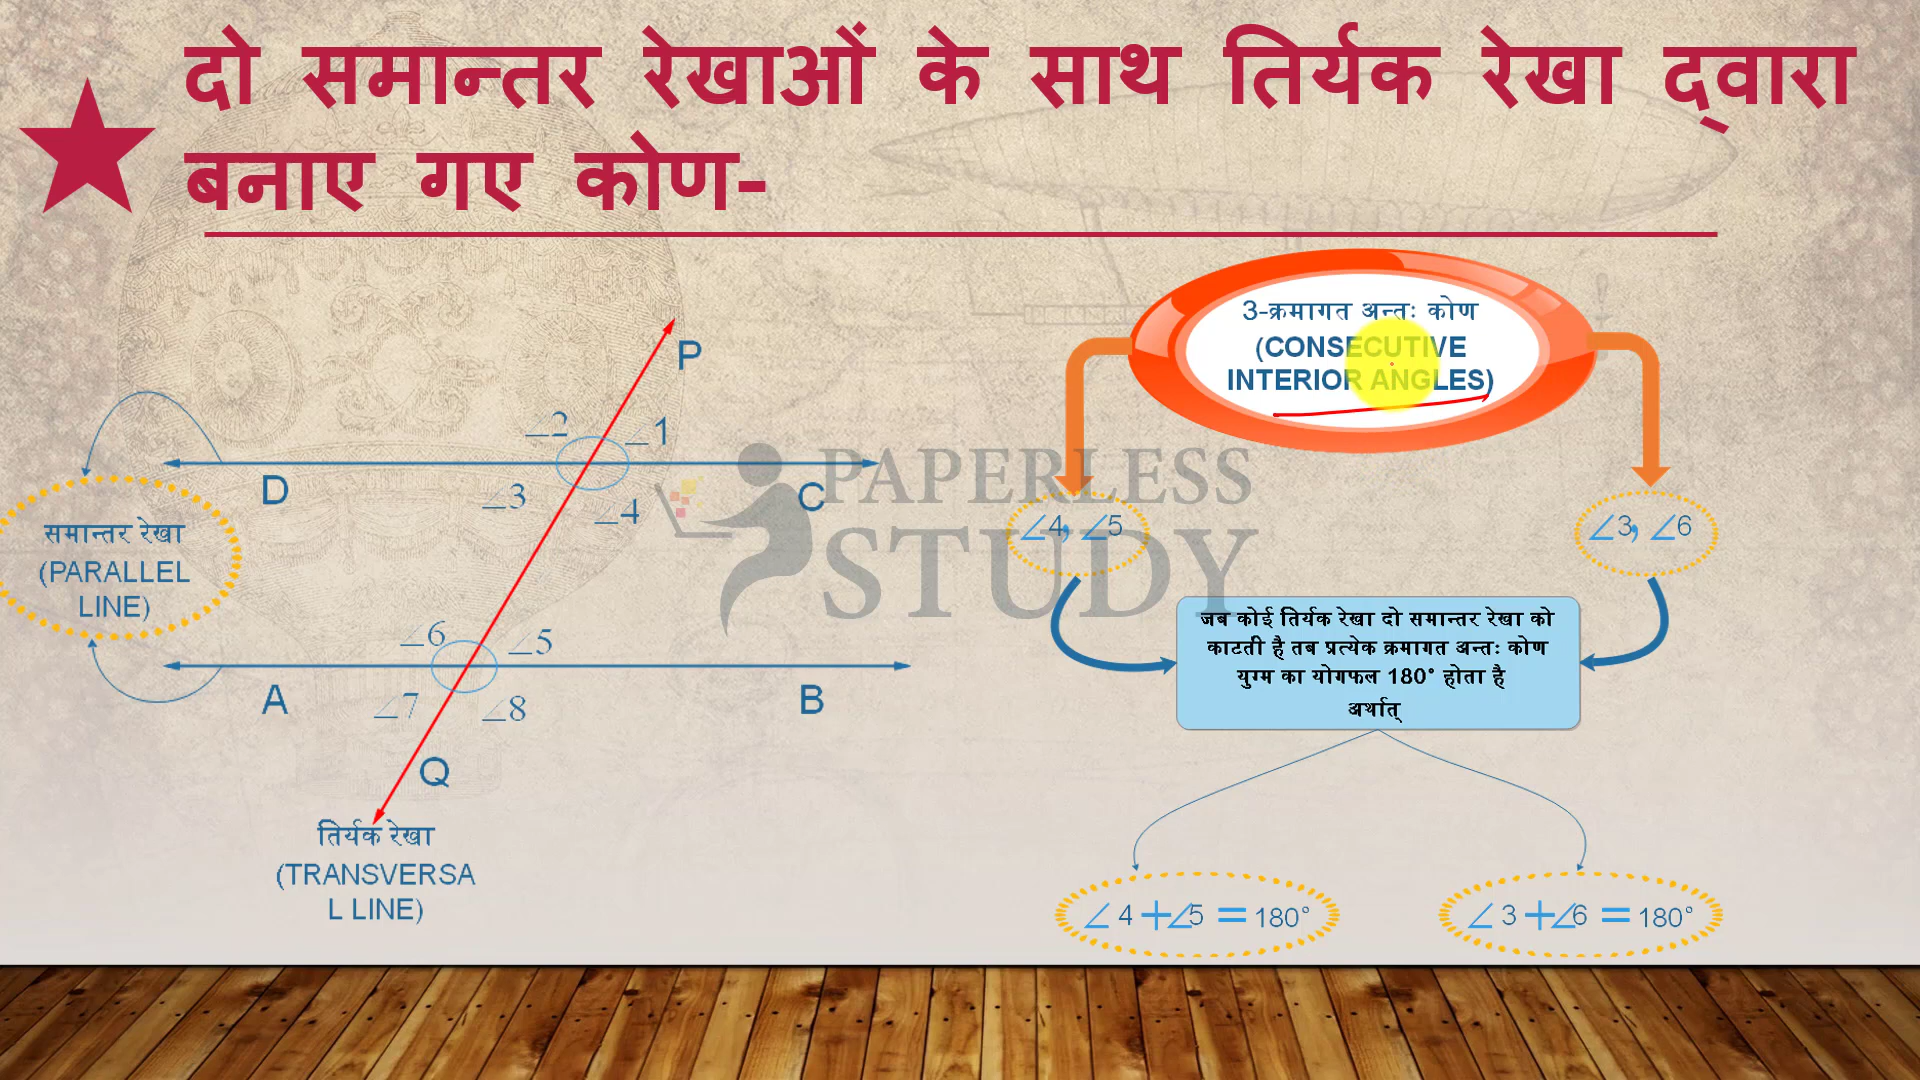 दो समान्तर रेखाओं के साथ तिर्यक रेखा द्वारा
बनाए गए कोण-
3-क्रमागत अन्तः कोण
(CONSECUTIVE
INTERIOR ANGLES)
P
∠2
∠1
D
∠3
∠4
C
समान्तर रेखा
(PARALLEL
LINE)
∠6
∠5
A
∠7
∠8
B
Q
तिर्यक रेखा
(TRANSVERSA
L LINE)
PAPERLESS
STUDY
∠4, ∠5
∠3, ∠6
जब कोई तिर्यक रेखा दो समान्तर रेखा को
काटती है तब प्रत्येक क्रमागत अन्तः कोण
युग्म का योगफल 180° होता है
अर्थात्
∠ 4 +∠5 = 180°
∠ 3 +∠6 = 180°